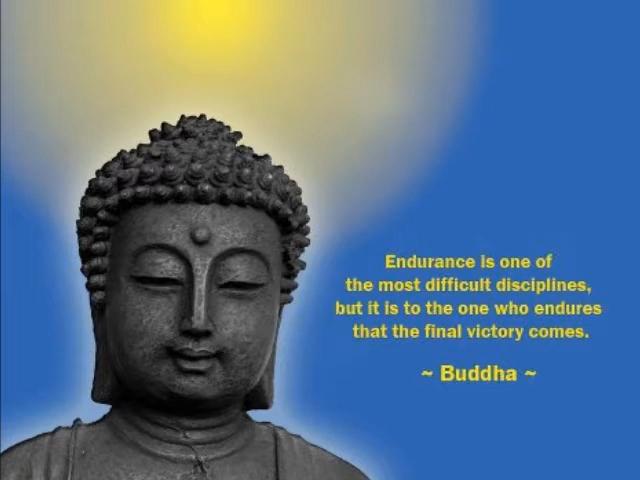 Endurance is one of
the most difficult disciplines,
but it is to the one who endures
that the final victory comes.
~ Buddha ~